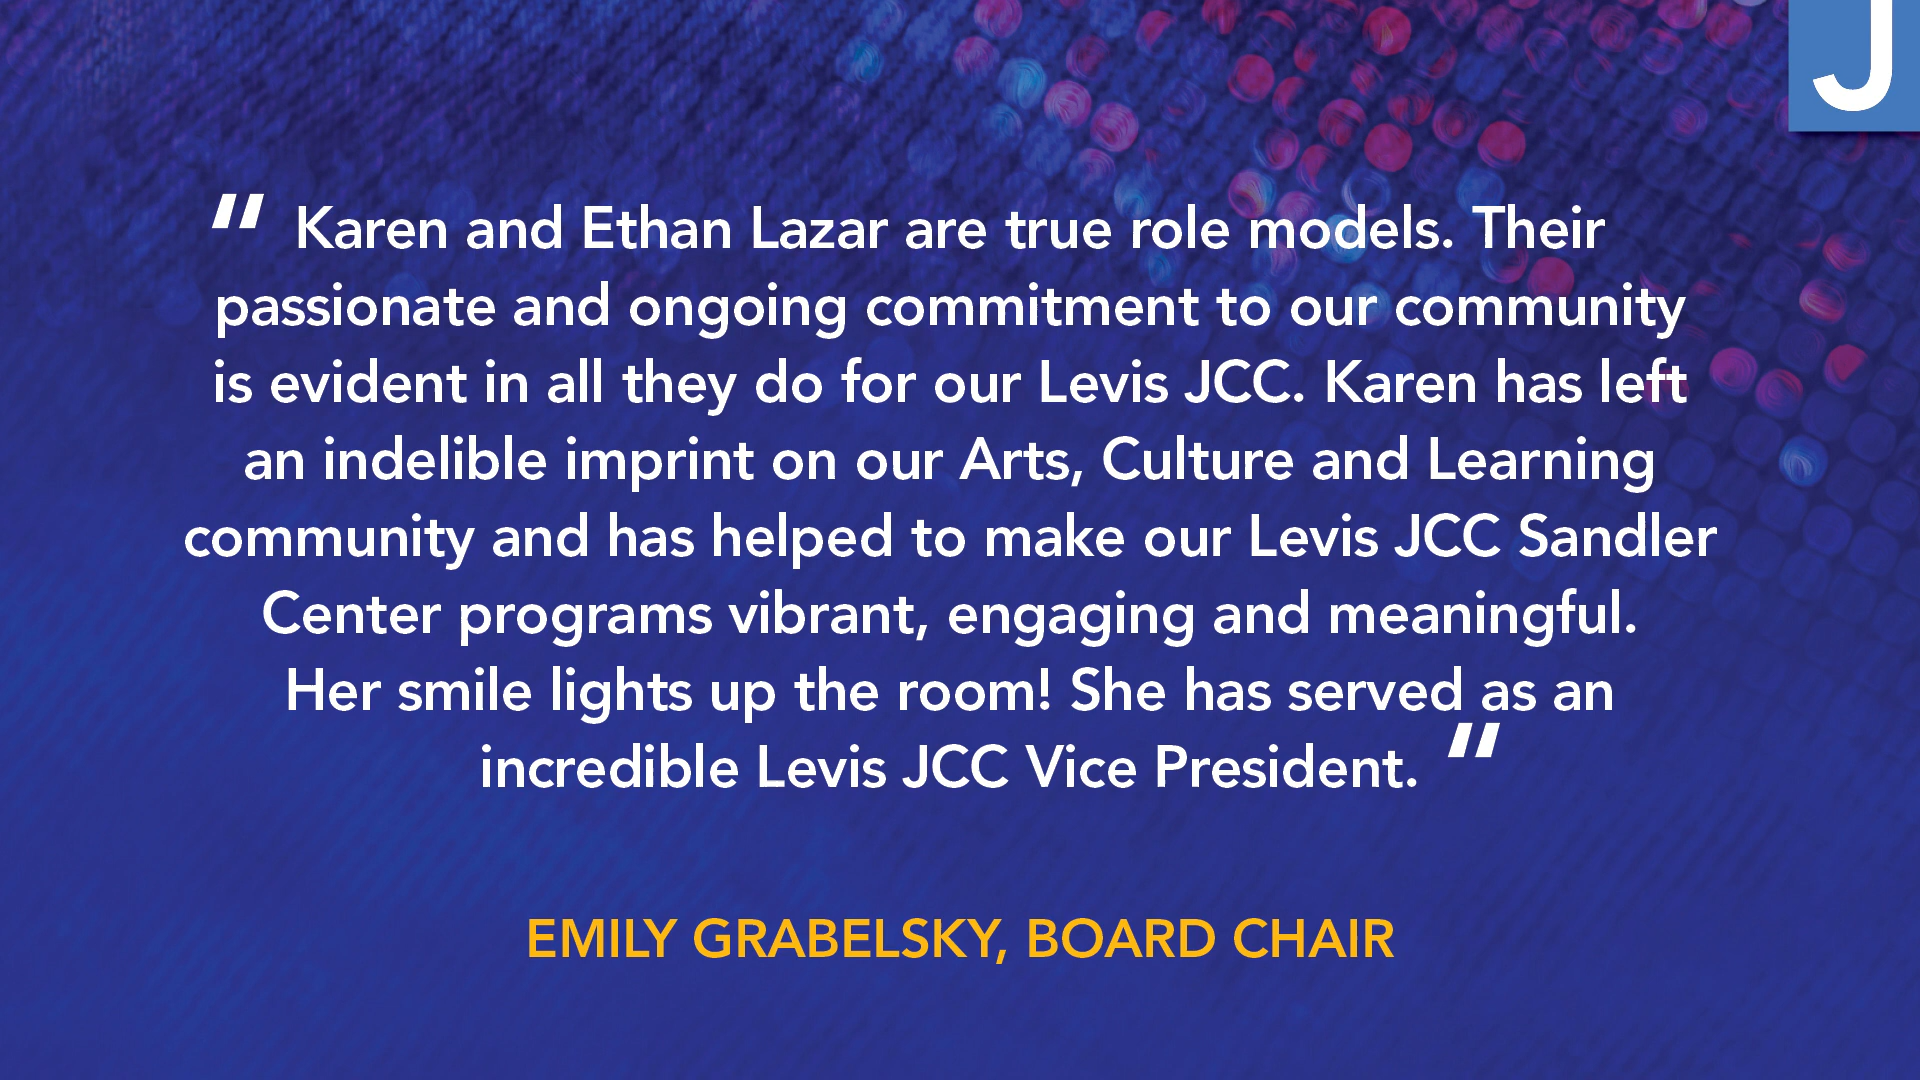 J
“ Karen and Ethan Lazar are true role models. Their
passionate and ongoing commitment to our community
is evident in all they do for our Levis JCC. Karen has left
an indelible imprint on our Arts, Culture and Learning
community and has helped to make our Levis JCC Sandler
Center programs vibrant, engaging and meaningful.
Her smile lights up the room! She has served as an
incredible Levis JCC Vice President. “
EMILY GRABELSKY, BOARD CHAIR